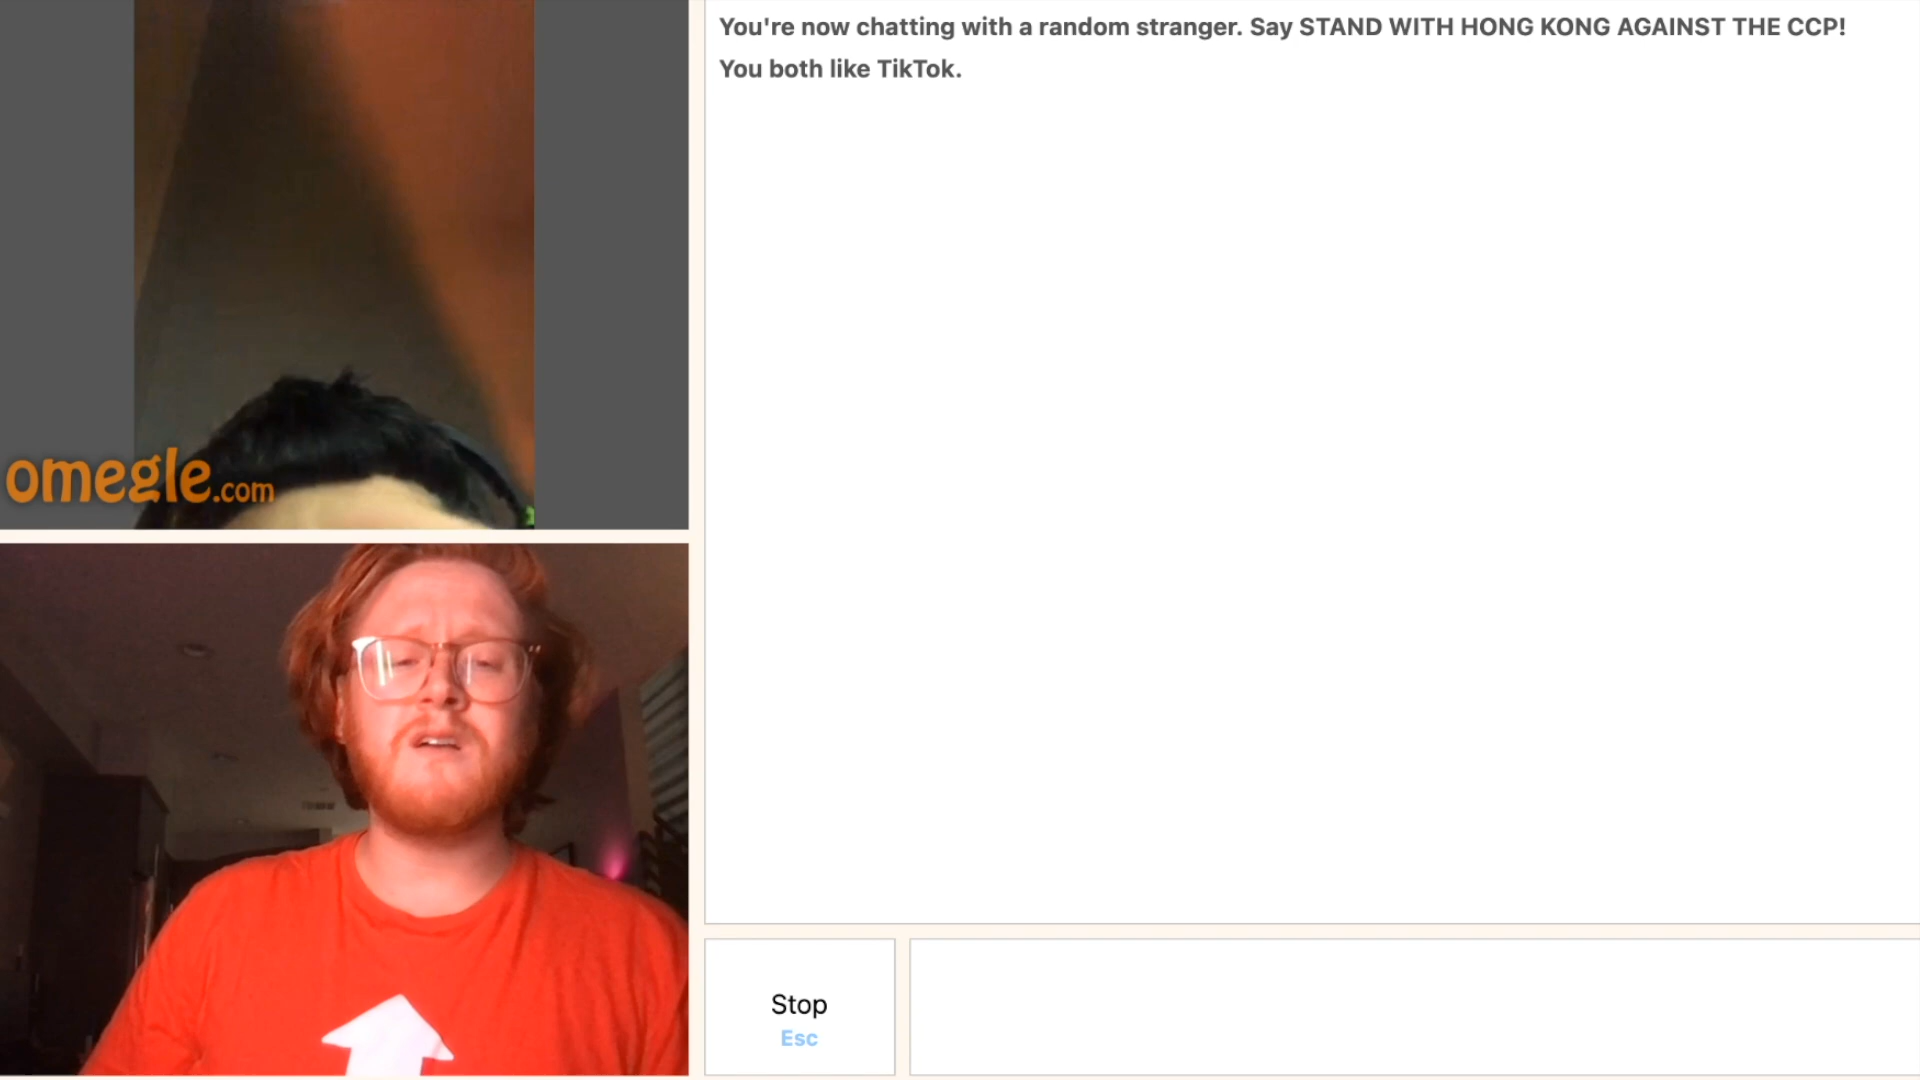 You're now chatting with a random stranger. Say STAND WITH HONG KONG AGAINST THE CCP!
You both like TikTok.
omegle.com
Stop
Esc